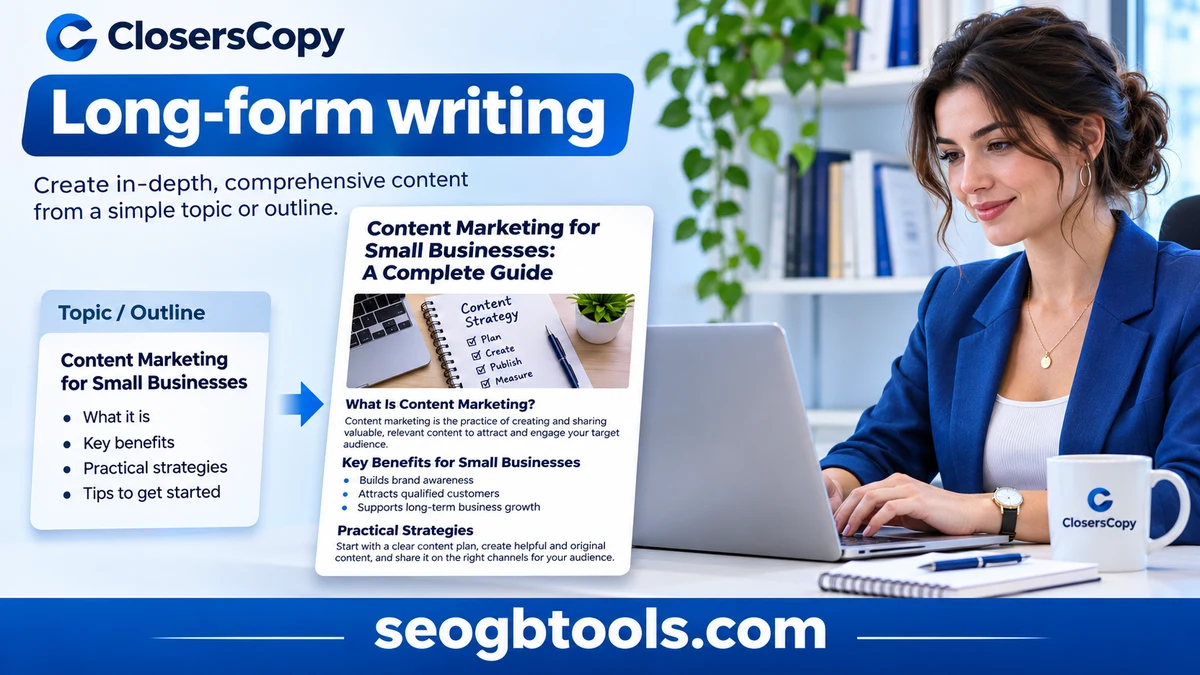 ClosersCopy
Long-form writing
Create in-depth, comprehensive content
from a simple topic or outline.
Topic / Outline
Content Marketing
for Small Businesses
• What it is
• Key benefits
• Practical strategies
• Tips to get started
Content Marketing for
Small Businesses:
A Complete Guide
Content
Strategy
Plan
Create
Publish
Measure
What Is Content Marketing?
Content marketing is the practice of creating and sharing
valuable, relevant content to attract and engage your target
audience.
Key Benefits for Small Businesses
• Builds brand awareness
• Attracts qualified customers
• Supports long-term business growth
Practical Strategies
Start with a clear content plan, create helpful and original
content, and share it on the right channels for your audience.
ClosersCopy
seogbtools.com